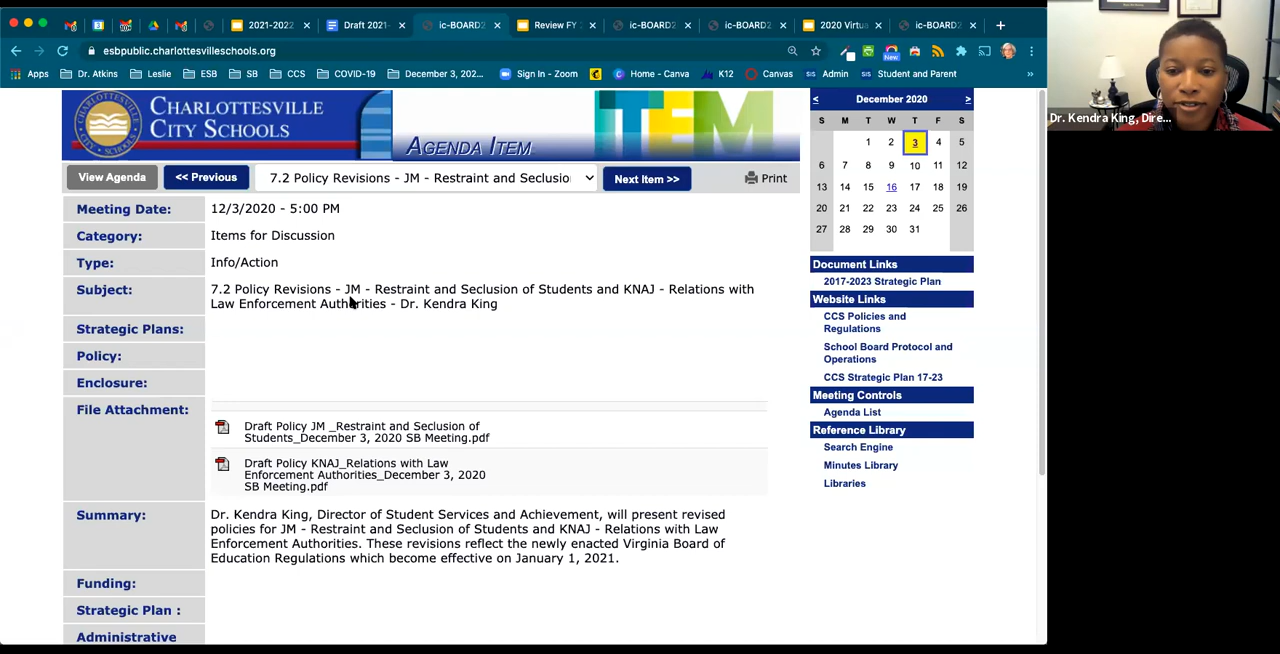 2021-2022
Draft 2021-
ic-BOARD2
Review FY
ic-BOARD2
ic-BOARD2
2020 Virtua
ic-BOARD2
esbpublic.charlottesvilleschools.org
New
Apps
Dr. Atkins
Leslie
ESB
SB
CCS
COVID-19
December 3, 202...
Sign In - Zoom
Home - Canva
K12
Canvas
SIS Admin
SIS Student and Parent
»
CHARLOTTESVILLE
CITY SCHOOLS
ITEM
AGENDA ITEM
View Agenda
<< Previous
7.2 Policy Revisions - JM - Restraint and Seclusio
Next Item >>
Print
Meeting Date: 12/3/2020 - 5:00 PM
Category: Items for Discussion
Type: Info/Action
Subject: 7.2 Policy Revisions - JM - Restraint and Seclusion of Students and KNAJ - Relations with
Law Enforcement Authorities - Dr. Kendra King
Strategic Plans:
Policy:
Enclosure:
File Attachment:
Draft Policy JM _Restraint and Seclusion of
Students_December 3, 2020 SB Meeting.pdf
Draft Policy KNAJ_Relations with Law
Enforcement Authorities_December 3, 2020
SB Meeting.pdf
Summary: Dr. Kendra King, Director of Student Services and Achievement, will present revised
policies for JM - Restraint and Seclusion of Students and KNAJ - Relations with Law
Enforcement Authorities. These revisions reflect the newly enacted Virginia Board of
Education Regulations which become effective on January 1, 2021.
Funding:
Strategic Plan :
Administrative
< December 2020 >
S M T W T F S
1 2 3 4 5
6 7 8 9 10 11 12
13 14 15 16 17 18 19
20 21 22 23 24 25 26
27 28 29 30 31
Document Links
2017-2023 Strategic Plan
Website Links
CCS Policies and
Regulations
School Board Protocol and
Operations
CCS Strategic Plan 17-23
Meeting Controls
Agenda List
Reference Library
Search Engine
Minutes Library
Libraries
Dr. Kendra King, Dire...